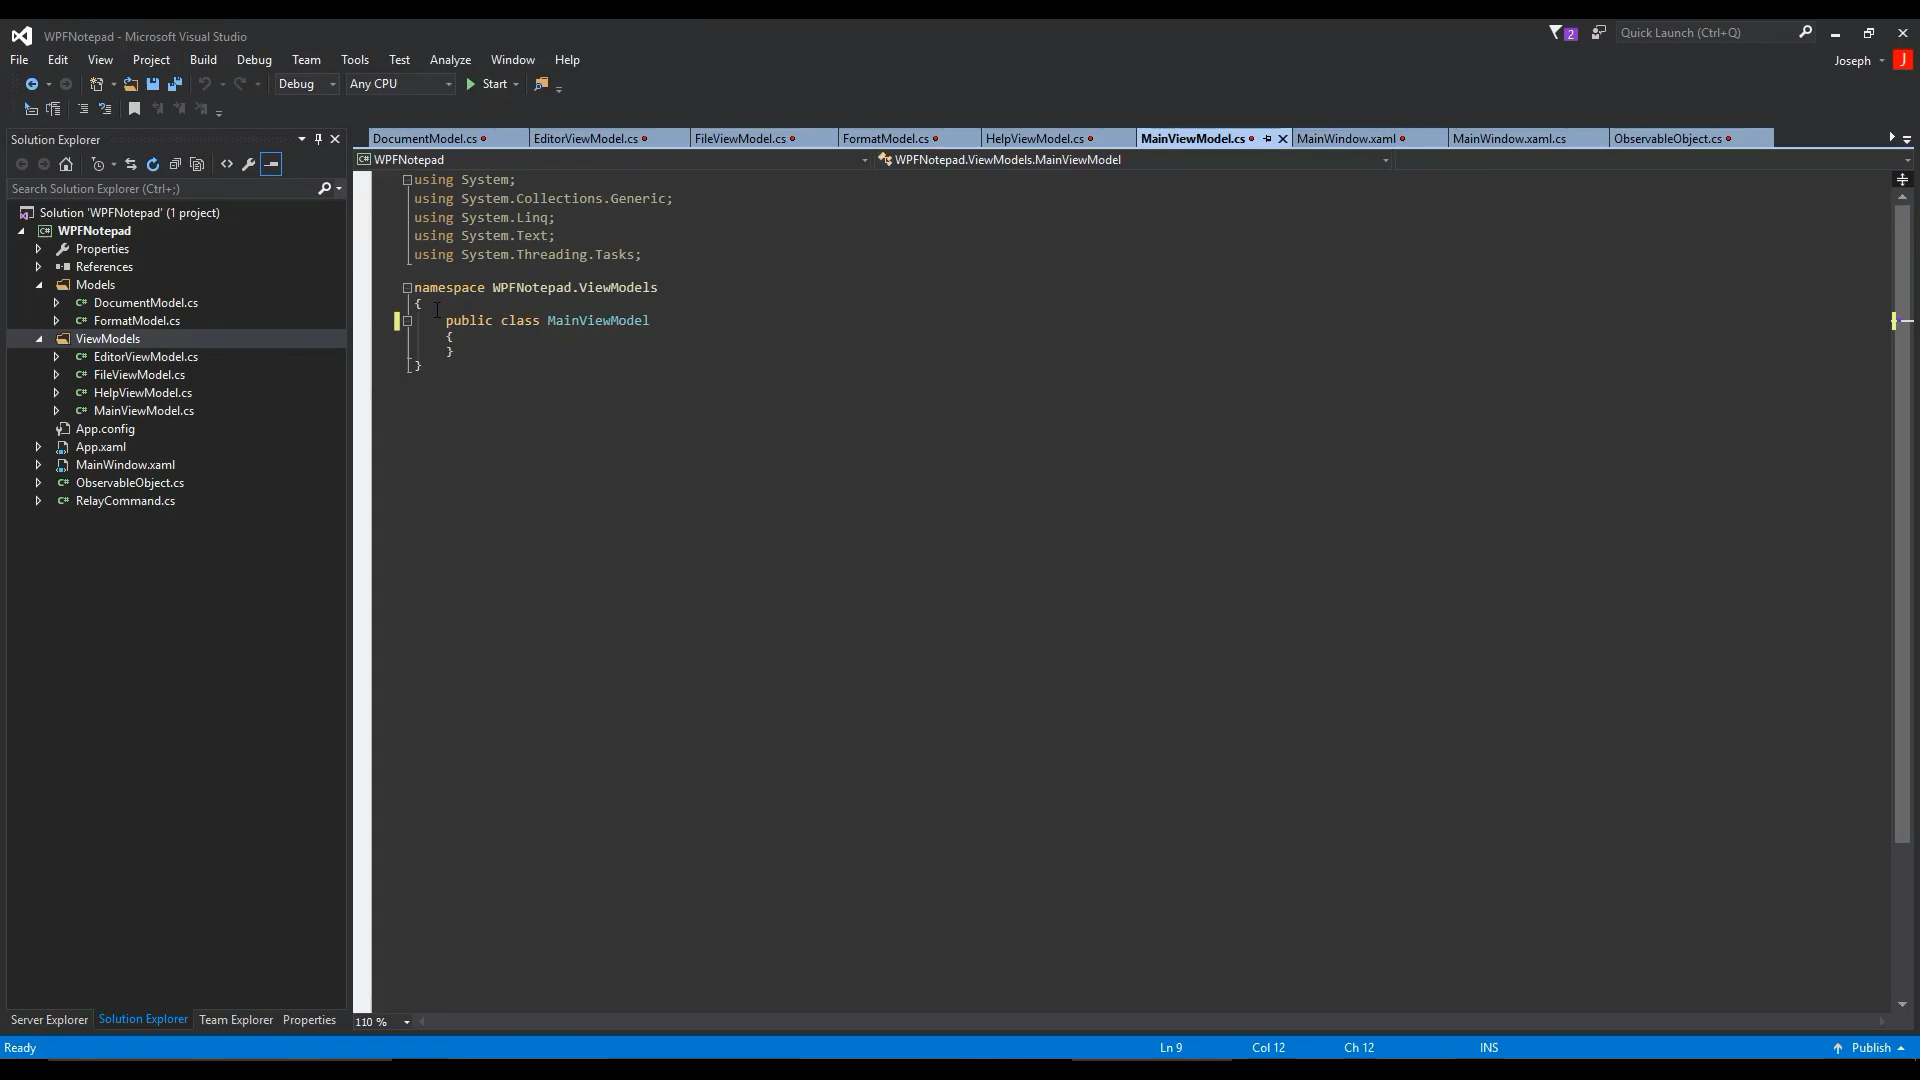 WPFNotepad - Microsoft Visual Studio
2
Quick Launch (Ctrl+Q)
File Edit View Project Build Debug Team Tools Test Analyze Window Help
Joseph J
Debug Any CPU Start
Solution Explorer
Search Solution Explorer (Ctrl+;)
Solution 'WPFNotepad' (1 project)
C# WPFNotepad
Properties
References
Models
C# DocumentModel.cs
C# FormatModel.cs
ViewModels
C# EditorViewModel.cs
C# FileViewModel.cs
C# HelpViewModel.cs
C# MainViewModel.cs
App.config
App.xaml
MainWindow.xaml
C# ObservableObject.cs
C# RelayCommand.cs
Server Explorer Solution Explorer Team Explorer Properties
DocumentModel.cs EditorViewModel.cs FileViewModel.cs FormatModel.cs HelpViewModel.cs MainViewModel.cs MainWindow.xaml MainWindow.xaml.cs ObservableObject.cs
C# WPFNotepad WPFNotepad.ViewModels.MainViewModel
using System;
using System.Collections.Generic;
using System.Linq;
using System.Text;
using System.Threading.Tasks;
namespace WPFNotepad.ViewModels
{
public class MainViewModel
{
}
}
110 %
Ready Ln 9 Col 12 Ch 12 INS Publish